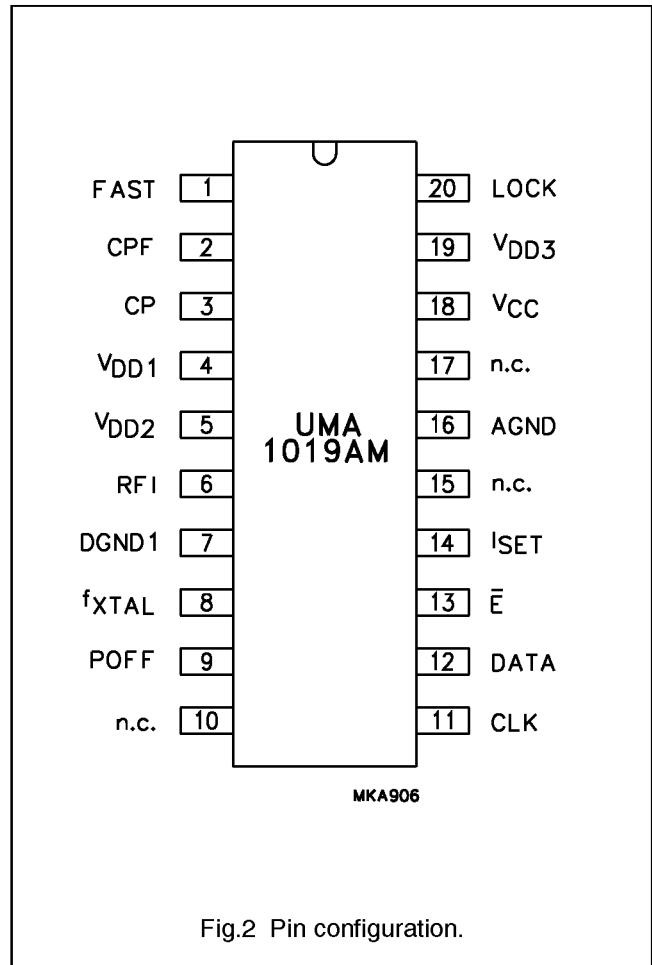 FAST 1 20 LOCK
CPF 2 19 VDD3
CP 3 18 VCC
VDD1 4 17 n.c.
VDD2 5 UMA 16 AGND
1019AM
RFI 6 15 n.c.
DGND1 7 14 ISET
fXTAL 8 13 E̅
POFF 9 12 DATA
n.c. 10 11 CLK
MKA906
Fig.2 Pin configuration.